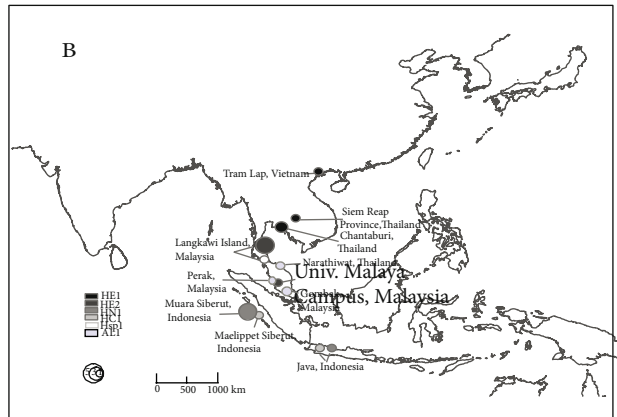 B
Tram Lap, Vietnam
Siem Reap
Province,Thailand
Chantaburi,
Thailand
Langkawi Island,
Malaysia
Narathiwat, Thailand
Perak,
Malaysia
Univ. Malaya
Campus, Malaysia
Gombak,
Malaysia
Muara Siberut,
Indonesia
Maelippet Siberut,
Indonesia
Java, Indonesia
HE1
HE2
HN1
HC1
Hsp1
AE1
0
500
1000 km